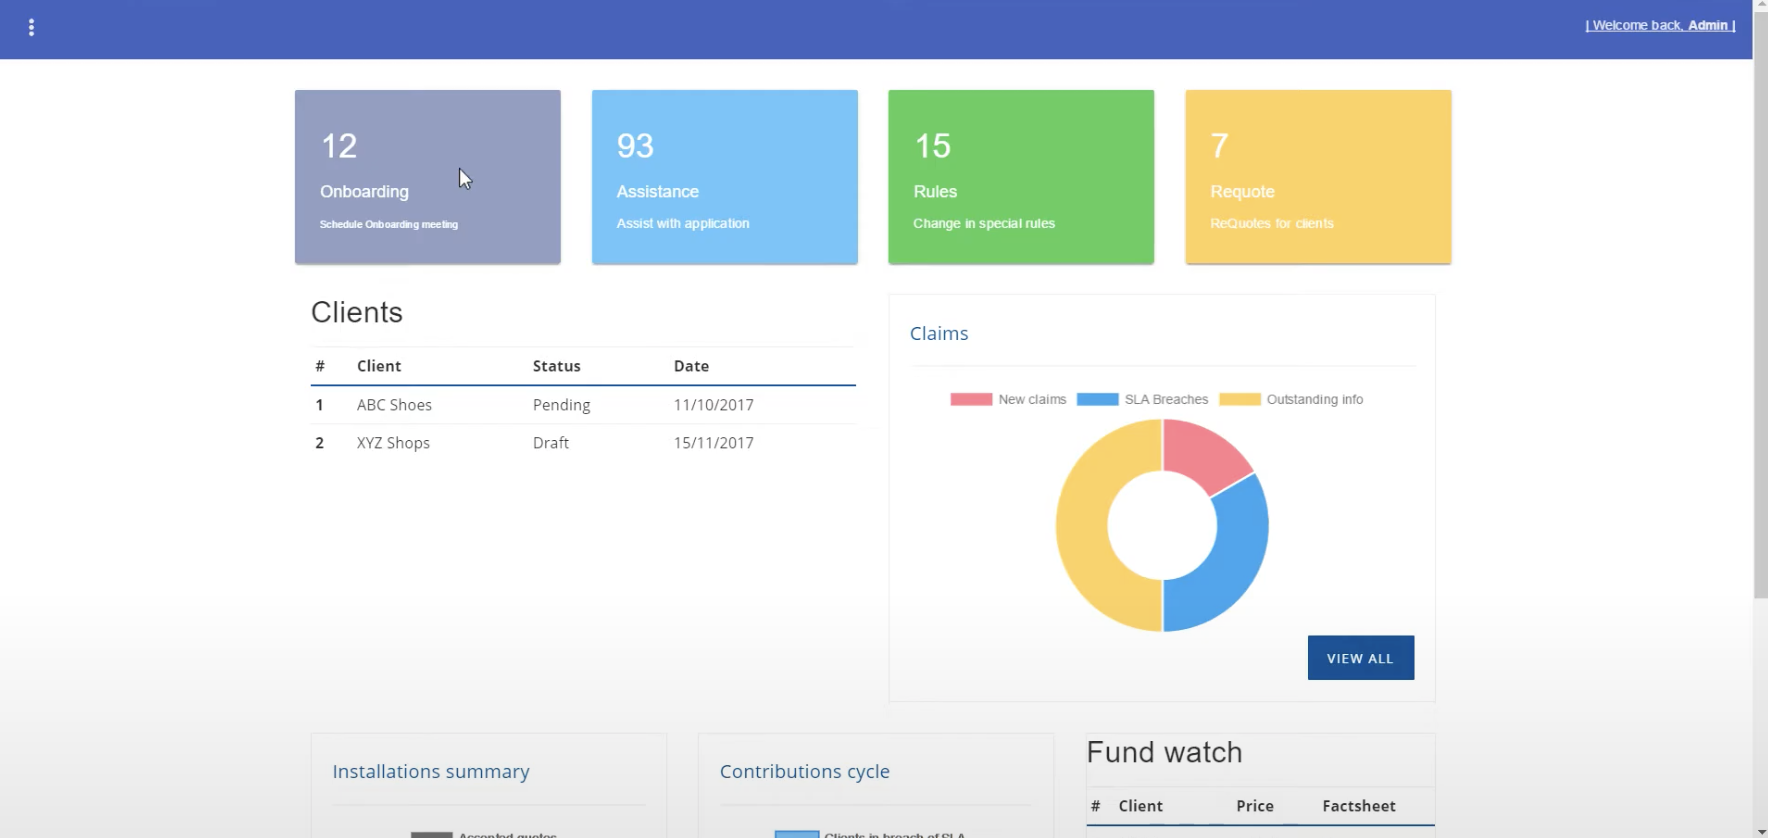 | Welcome back, Admin |
12
Onboarding
Schedule Onboarding meeting
93
Assistance
Assist with application
15
Rules
Change in special rules
7
Requote
ReQuotes for clients
Clients
# Client Status Date
1 ABC Shoes Pending 11/10/2017
2 XYZ Shops Draft 15/11/2017
Claims
New claims SLA Breaches Outstanding info
VIEW ALL
Installations summary
Accepted quotes
Contributions cycle
Clients in breach of SLA
Fund watch
# Client Price Factsheet